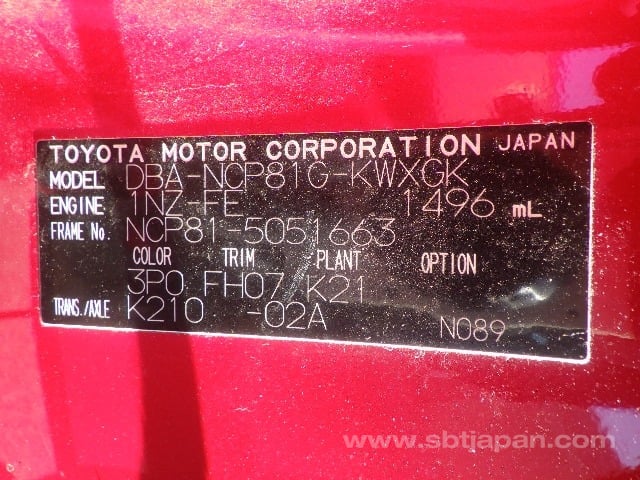 TOYOTA MOTOR CORPORATION JAPAN
MODEL DBA-NCP81G-KWXGK
ENGINE 1NZ-FE 1496 mL
FRAME No. NCP81-5051663
COLOR TRIM PLANT OPTION
3P0 FH07/K21
TRANS./AXLE K210 -02A
N089
www.sbtjapan.com